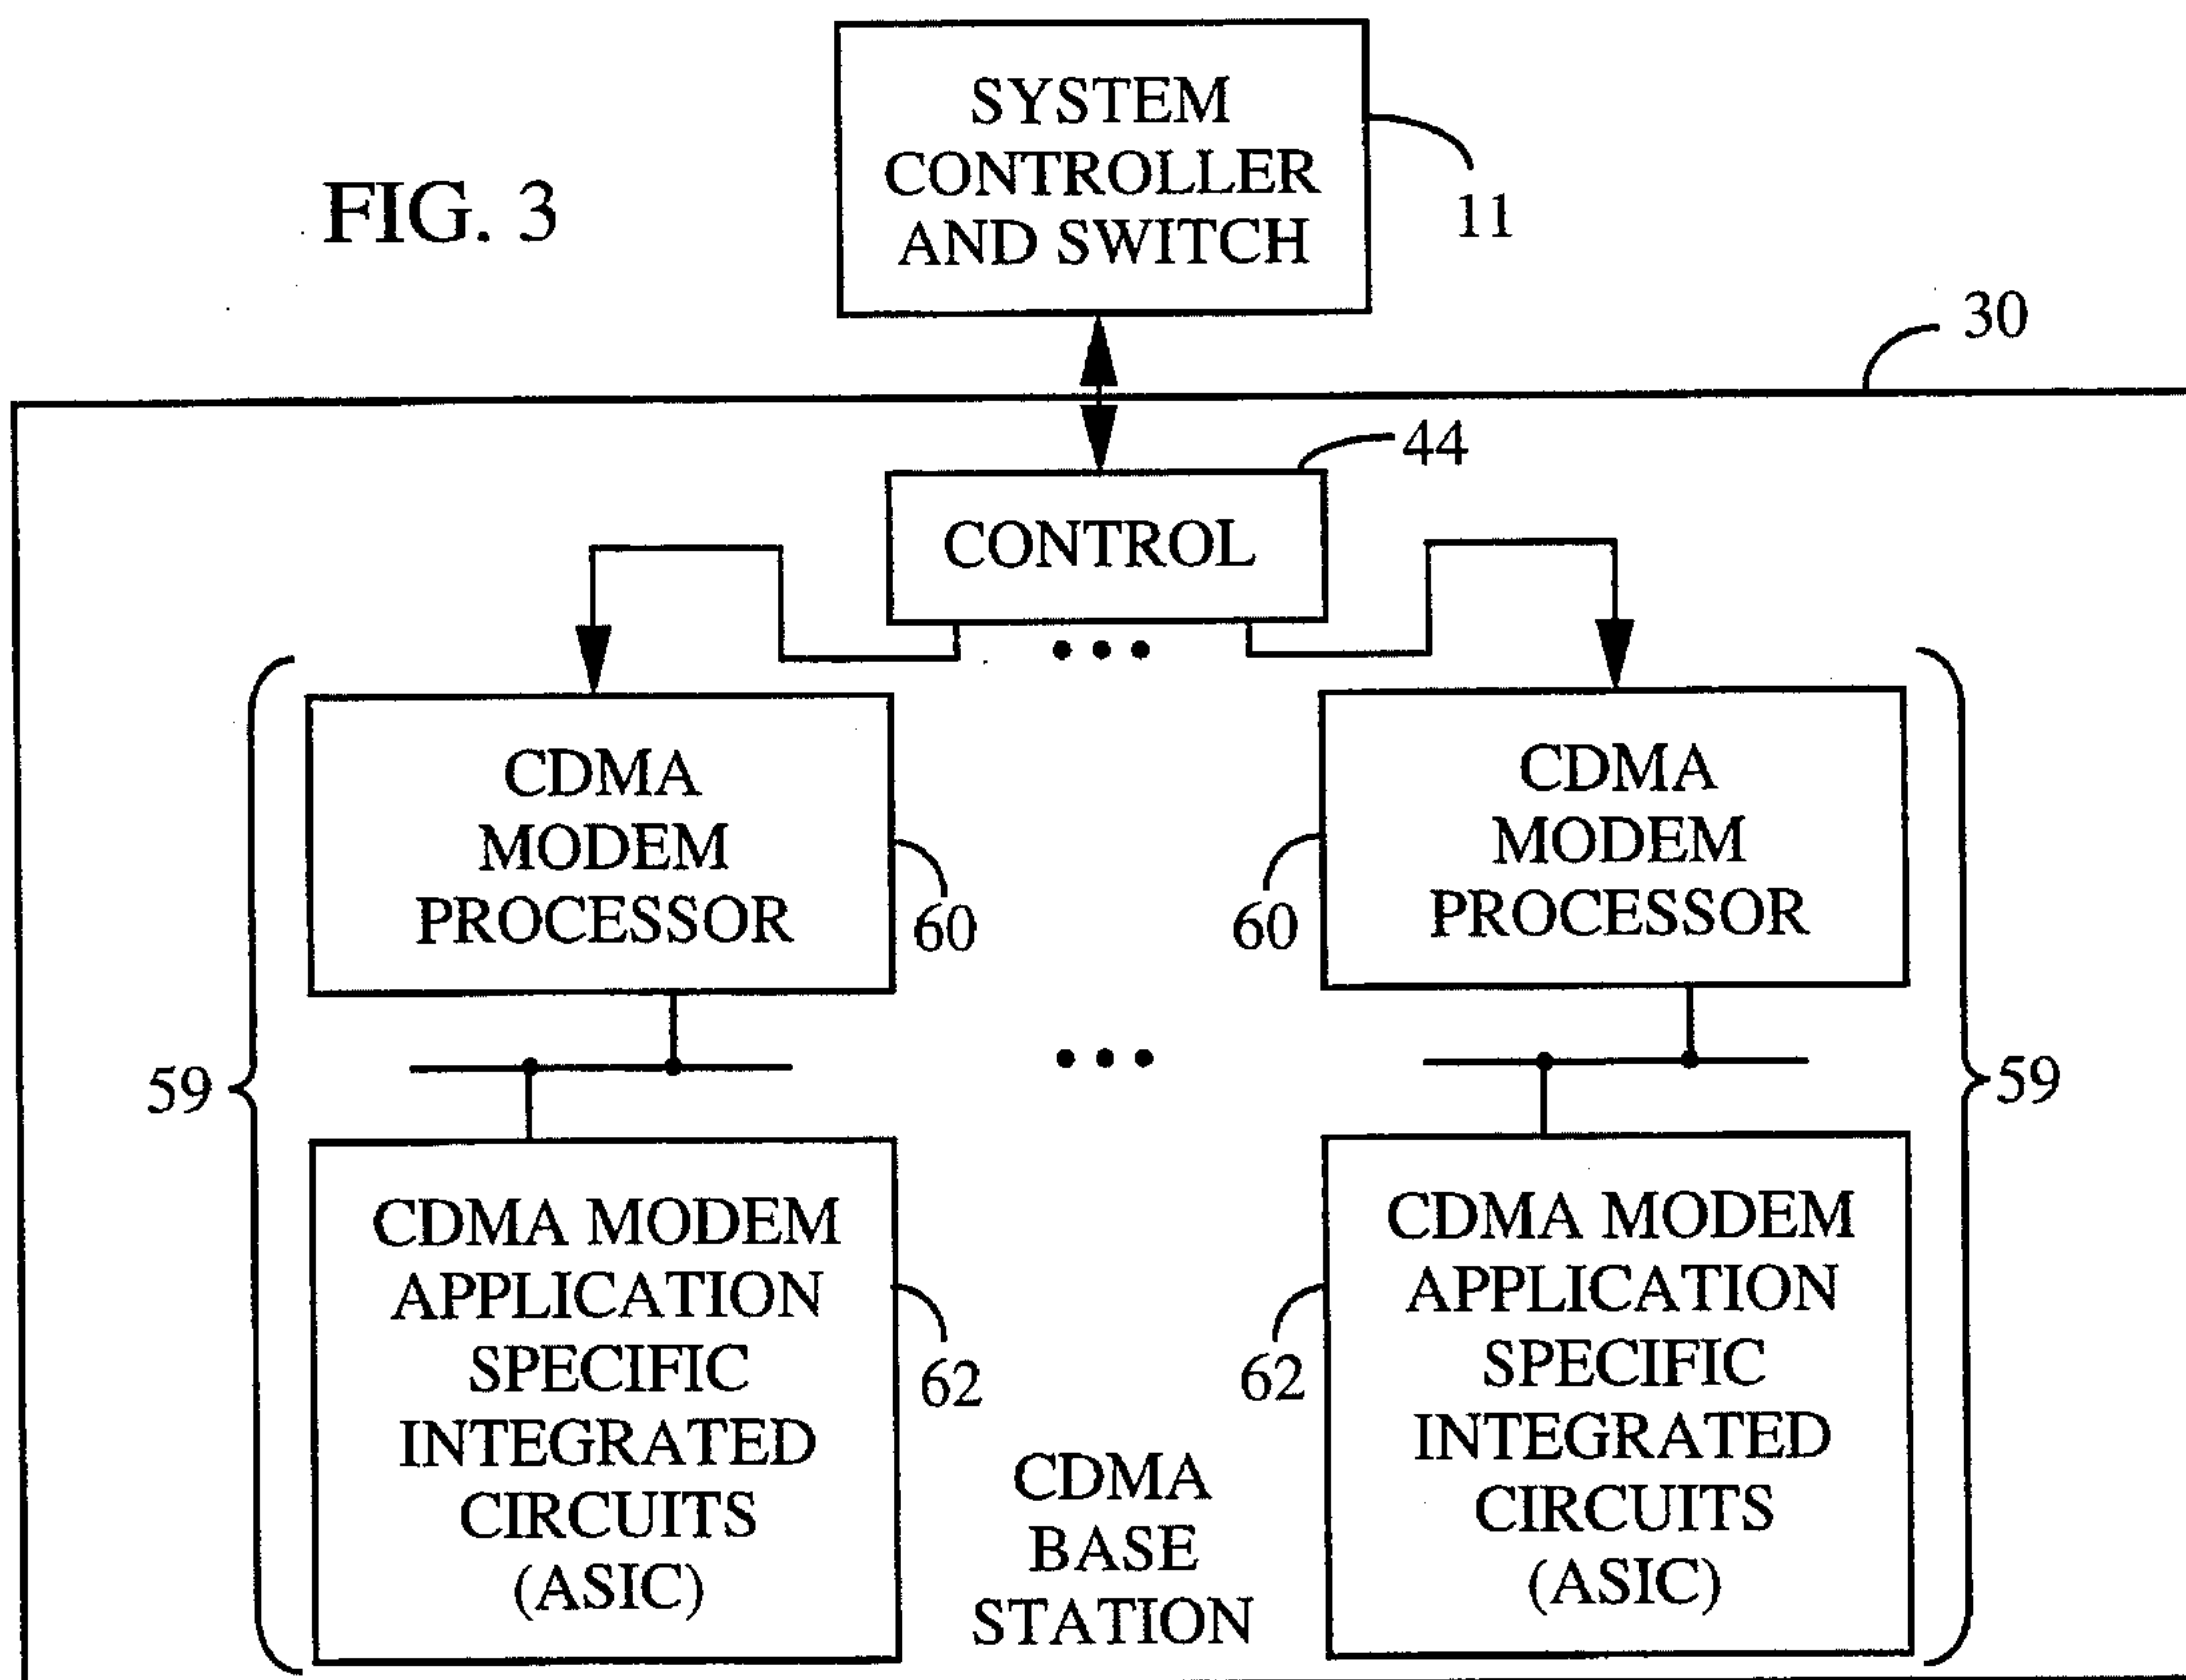 SYSTEM
CONTROLLER
AND SWITCH
11
FIG. 3
30
44
CONTROL
CDMA
MODEM
PROCESSOR
60
CDMA
MODEM
PROCESSOR
60
59
59
CDMA MODEM
APPLICATION
SPECIFIC
INTEGRATED
CIRCUITS
(ASIC)
62
CDMA MODEM
APPLICATION
SPECIFIC
INTEGRATED
CIRCUITS
(ASIC)
62
CDMA
BASE
STATION